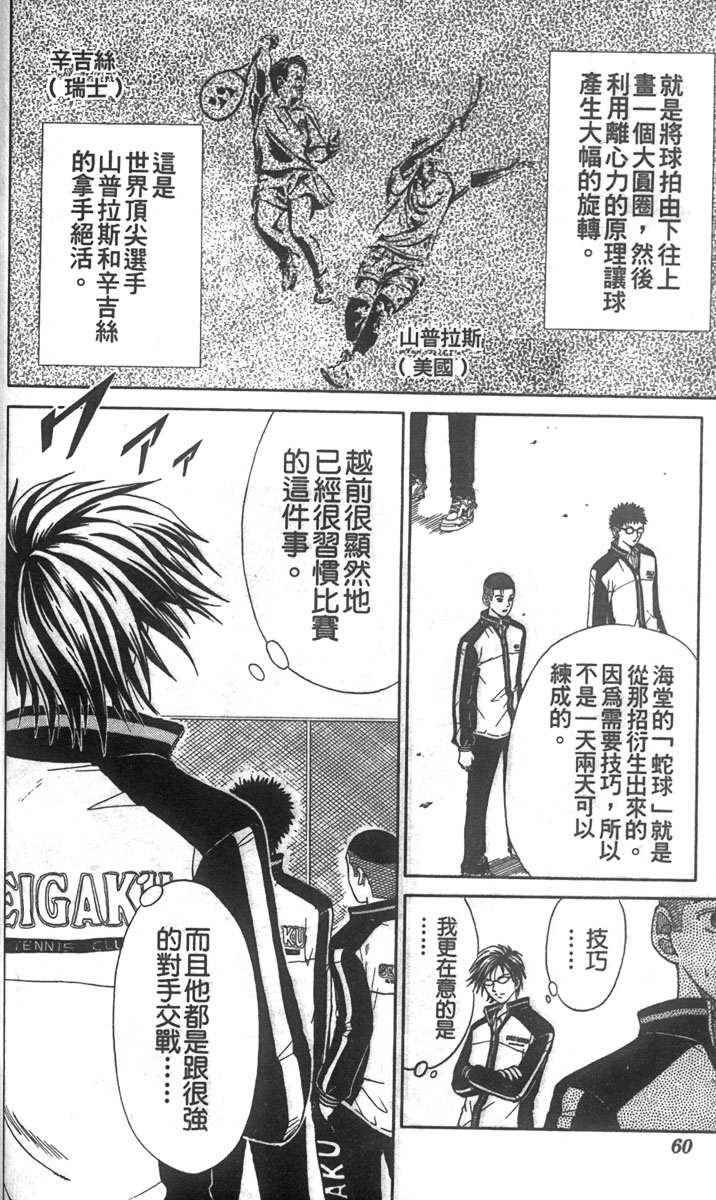 就是將球拍由下往上
畫一個大圓圈，然後
利用離心力的原理讓球
產生大幅的旋轉。
辛吉絲
（瑞士）
山普拉斯
（美國）
這是
世界頂尖選手
山普拉斯和辛吉絲
的拿手絕活。
海堂的「蛇球」就是
從那招衍生出來的。
因為需要技巧，所以
不是一天兩天可以
練成的。
技巧
……
我更在意的是
……
越前很顯然地
已經很習慣比賽
的這件事。
而且他都是跟很強
的對手交戰……
EIGAKU
TENNIS CLU
KU
GAKU
60